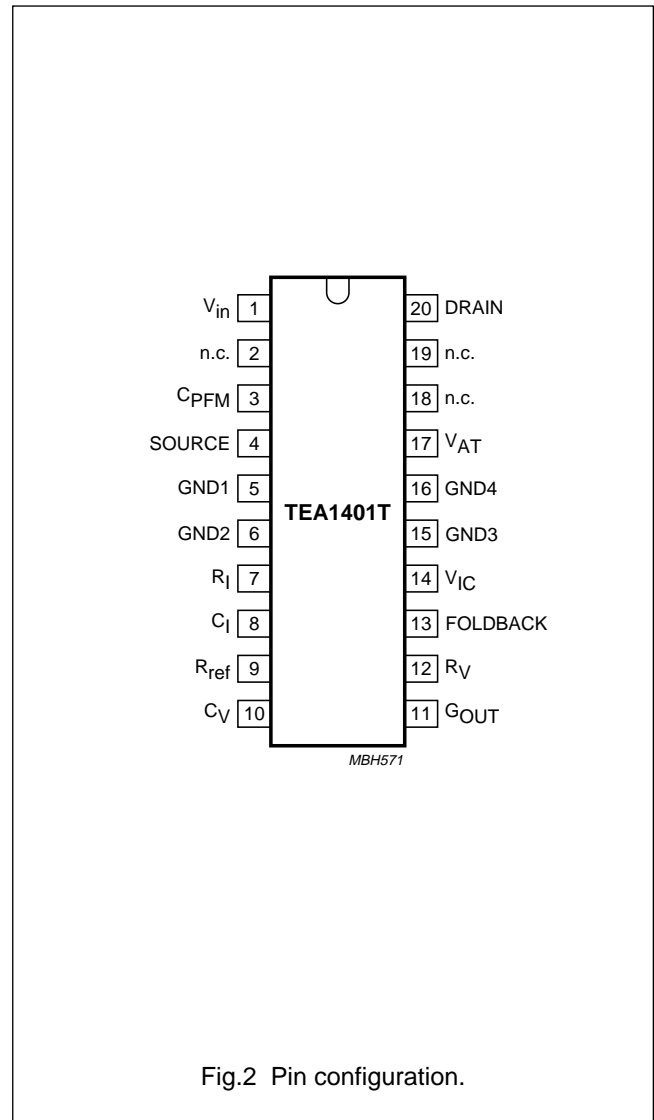 V_in 1
n.c. 2
C_PFM 3
SOURCE 4
GND1 5
GND2 6
R_I 7
C_I 8
R_ref 9
C_V 10
TEA1401T
20 DRAIN
19 n.c.
18 n.c.
17 V_AT
16 GND4
15 GND3
14 V_IC
13 FOLDBACK
12 R_V
11 G_OUT
MBH571
Fig.2 Pin configuration.